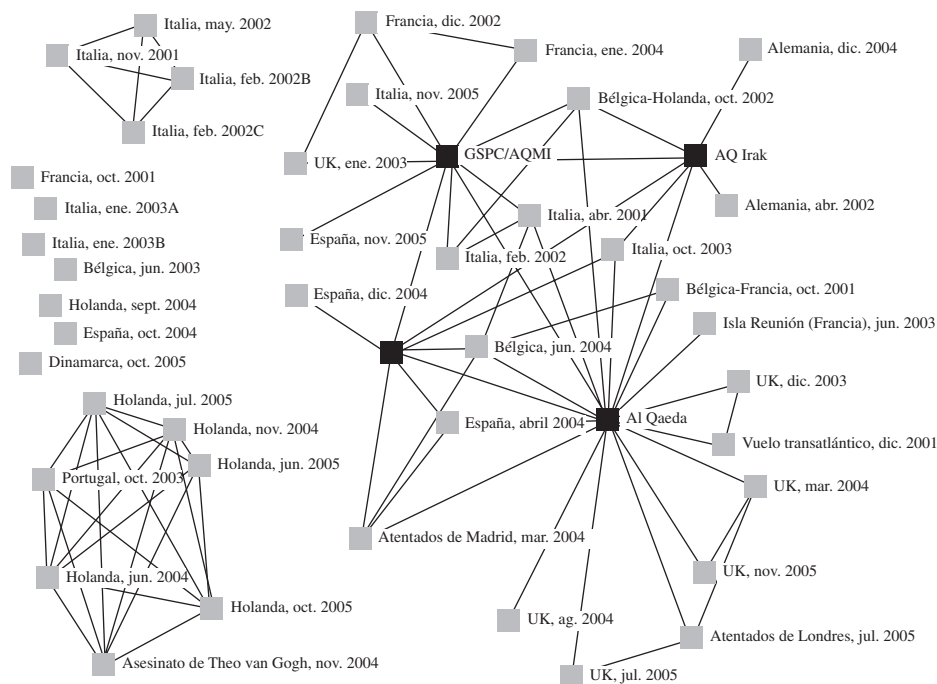 Italia, may. 2002
Italia, nov. 2001
Italia, feb. 2002B
Italia, feb. 2002C
Francia, oct. 2001
Italia, ene. 2003A
Italia, ene. 2003B
Bélgica, jun. 2003
Holanda, sept. 2004
España, oct. 2004
Dinamarca, oct. 2005
Holanda, jul. 2005
Holanda, nov. 2004
Holanda, jun. 2005
Portugal, oct. 2003
Holanda, jun. 2004
Holanda, oct. 2005
Asesinato de Theo van Gogh, nov. 2004
Francia, dic. 2002
Francia, ene. 2004
Alemania, dic. 2004
Italia, nov. 2005
Bélgica-Holanda, oct. 2002
GSPC/AQMI
AQ Irak
UK, ene. 2003
Alemania, abr. 2002
Italia, abr. 2001
España, nov. 2005
Italia, oct. 2003
Italia, feb. 2002
España, dic. 2004
Bélgica-Francia, oct. 2001
Isla Reunión (Francia), jun. 2003
Bélgica, jun. 2004
UK, dic. 2003
España, abril 2004
Al Qaeda
Vuelo transatlántico, dic. 2001
UK, mar. 2004
Atentados de Madrid, mar. 2004
UK, nov. 2005
UK, ag. 2004
Atentados de Londres, jul. 2005
UK, jul. 2005